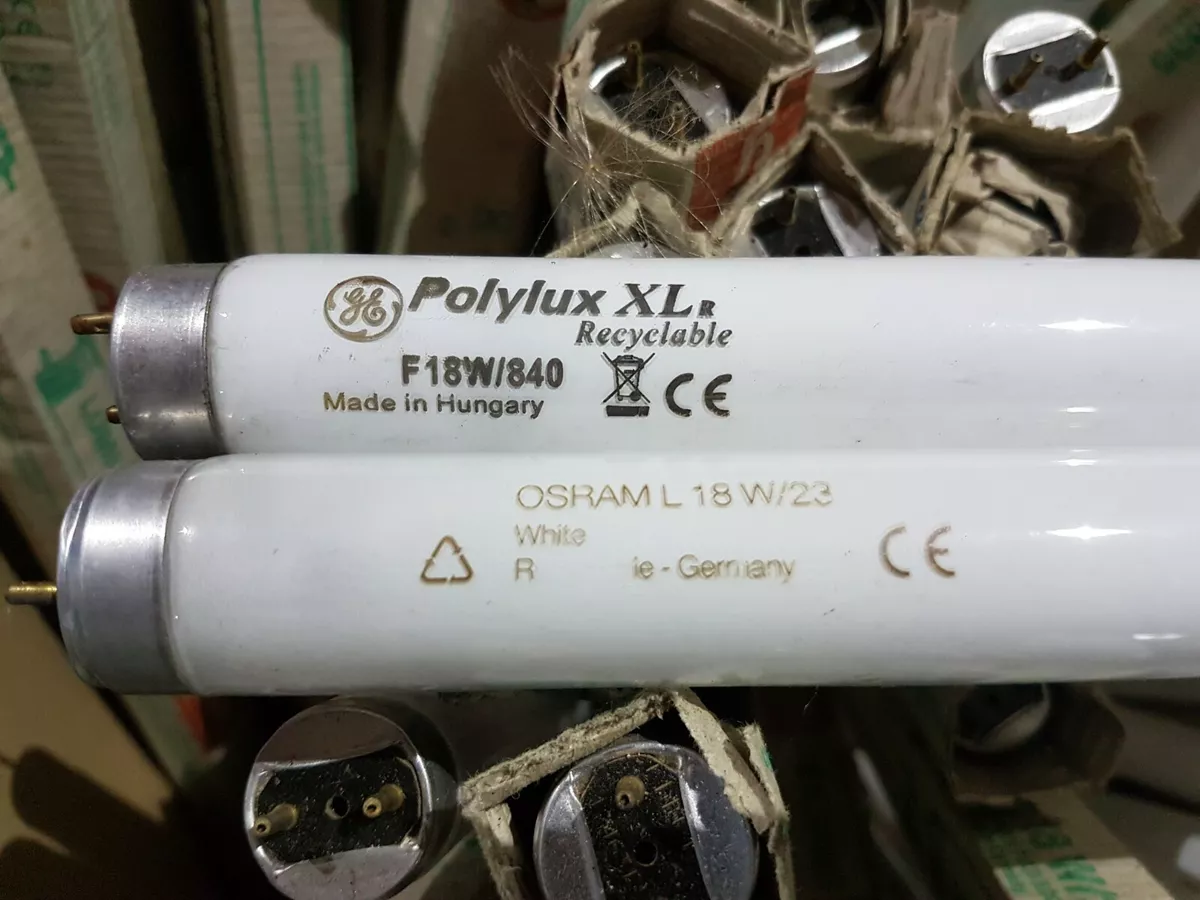 GE Polylux XLR
Recyclable
F18W/840
Made in Hungary
CE
OSRAM L 18 W/23
White
R ie - Germany
CE